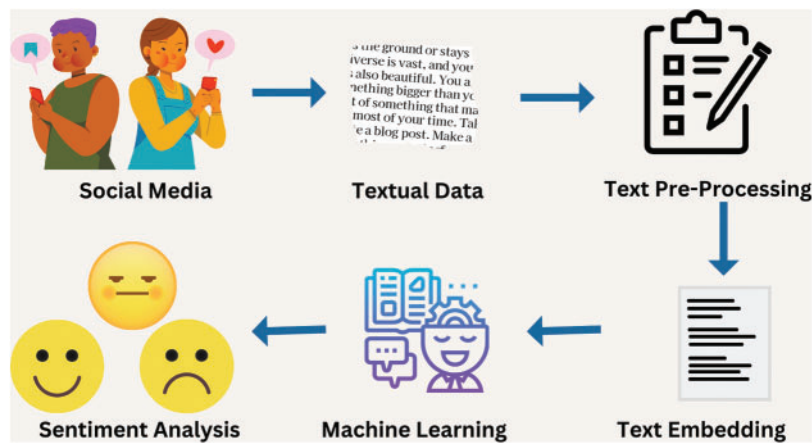 s the ground or stays
iverse is vast, and you
s also beautiful. You a
nething bigger than yo
t of something that ma
most of your time. Tal
e a blog post. Make a
Social Media
Textual Data
Text Pre-Processing
Sentiment Analysis
Machine Learning
Text Embedding